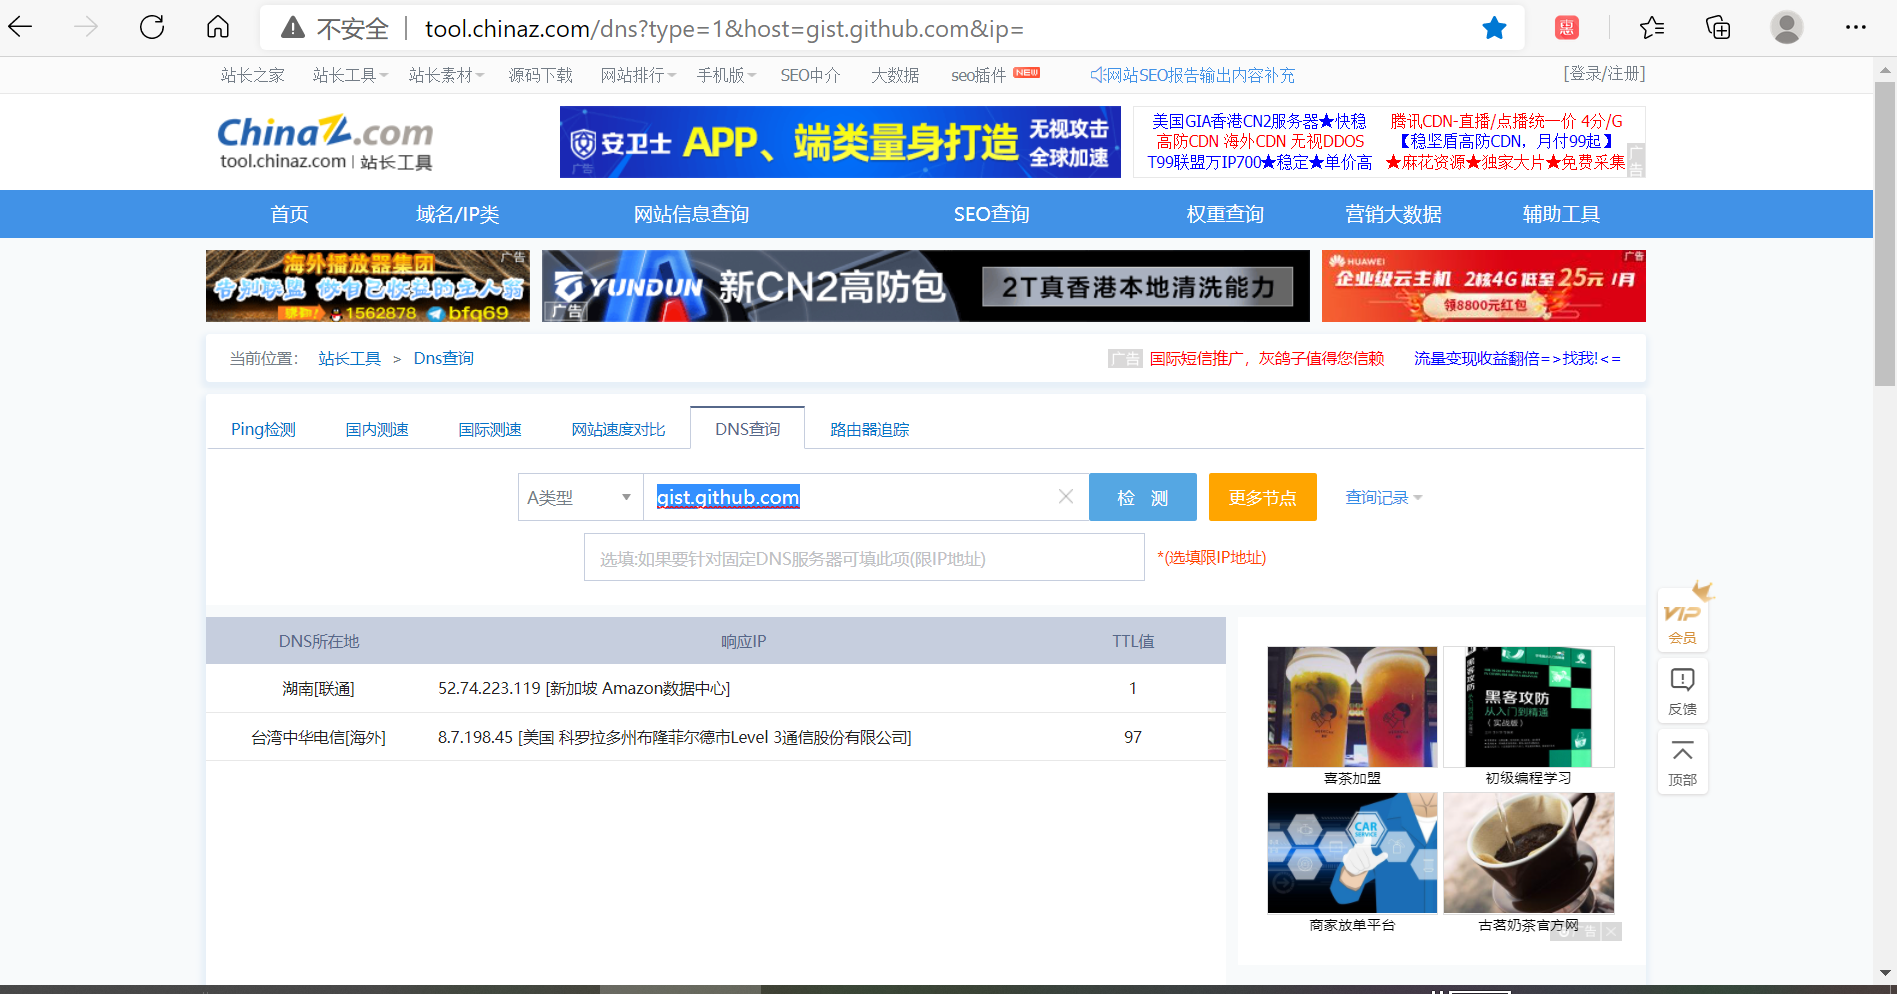 不安全 tool.chinaz.com/dns?type=1&host=gist.github.com&ip=
惠
站长之家 站长工具 站长素材 源码下载 网站排行 手机版 SEO中介 大数据 seo插件 NEW 网站SEO报告输出内容补充 [登录/注册]
ChinaZ.com
tool.chinaz.com 站长工具
安卫士 APP、端类量身打造 无视攻击
全球加速
广告
美国GIA香港CN2服务器★快稳 腾讯CDN-直播/点播统一价 4分/G
高防CDN 海外CDN 无视DDOS 【稳坚盾高防CDN，月付99起】
T99联盟万IP700★稳定★单价高 ★麻花资源★独家大片★免费采集
广告
首页 域名/IP类 网站信息查询 SEO查询 权重查询 营销大数据 辅助工具
海外播放器集团 广告
告别联盟 做自己收益的主人翁
1562878 bfq69
YUNDUN 新CN2高防包 2T真香港本地清洗能力
广告
HUAWEI 广告
企业级云主机 2核4G 低至25元/月
领8800元红包
当前位置： 站长工具 > Dns查询 广告 国际短信推广，灰鸽子值得您信赖 流量变现收益翻倍=>找我!<=
Ping检测 国内测速 国际测速 网站速度对比 DNS查询 路由器追踪
A类型 gist.github.com 检 测 更多节点 查询记录
选填:如果要针对固定DNS服务器可填此项(限IP地址) *(选填限IP地址)
DNS所在地 响应IP TTL值
湖南[联通] 52.74.223.119 [新加坡 Amazon数据中心] 1
台湾中华电信[海外] 8.7.198.45 [美国 科罗拉多州布隆菲尔德市Level 3通信股份有限公司] 97
黑客攻防
从入门到精通
（实战版）
喜茶加盟 初级编程学习
CAR
SERVICE
商家放单平台 古茗奶茶官方网
广告
VIP
会员
反馈
顶部